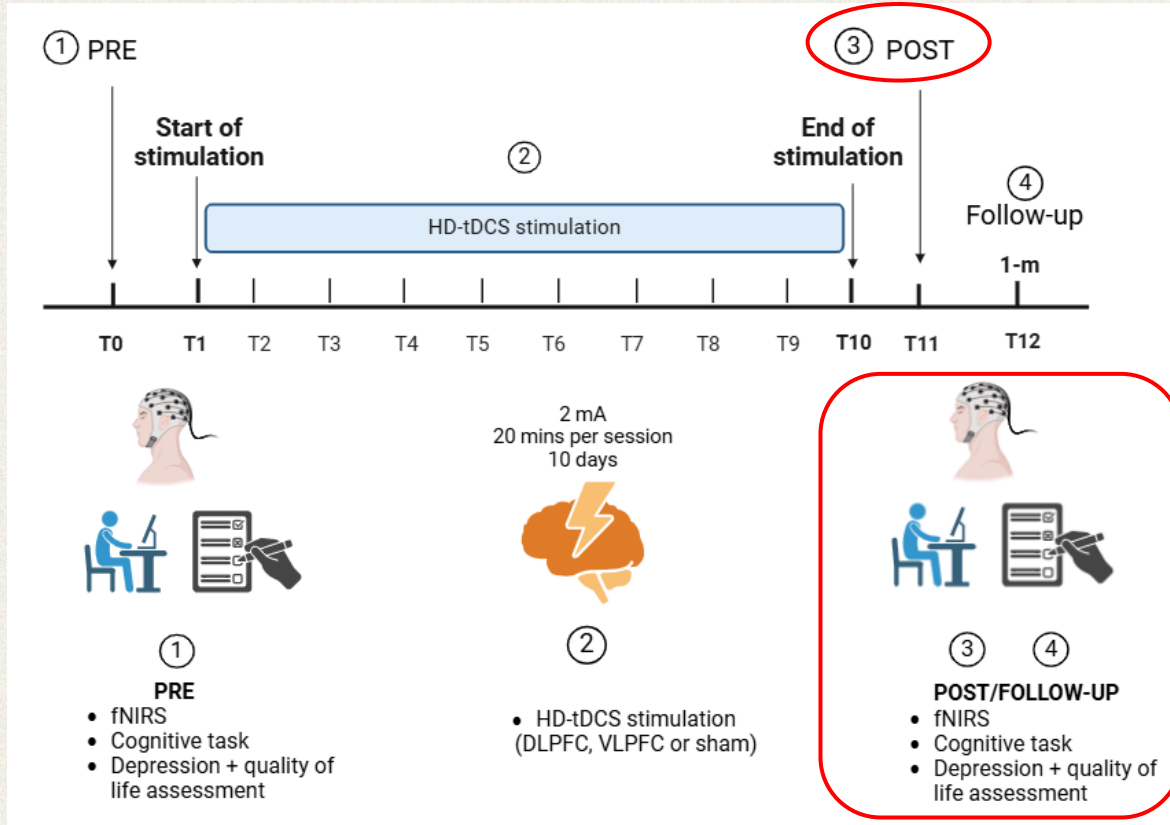 ① PRE
③ POST
Start of
stimulation
②
End of
stimulation
④
Follow-up
HD-tDCS stimulation
1-m
T0 T1 T2 T3 T4 T5 T6 T7 T8 T9 T10 T11 T12
2 mA
20 mins per session
10 days
①
PRE
• fNIRS
• Cognitive task
• Depression + quality of
life assessment
②
• HD-tDCS stimulation
(DLPFC, VLPFC or sham)
③ ④
POST/FOLLOW-UP
• fNIRS
• Cognitive task
• Depression + quality of
life assessment